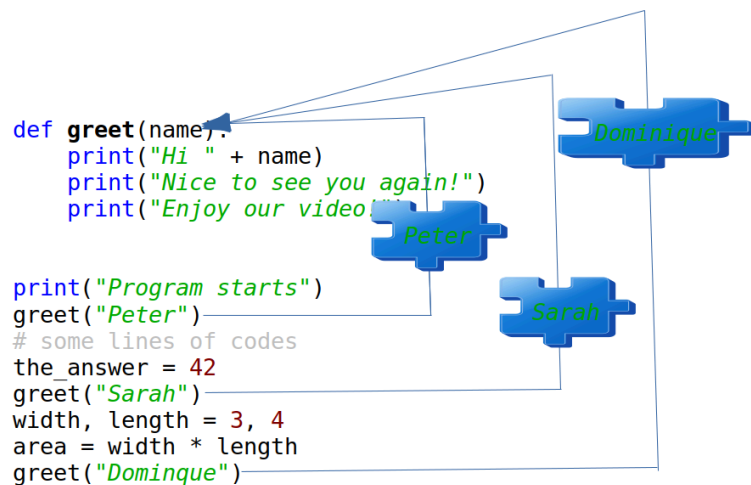 def greet(name):
    print("Hi " + name)
    print("Nice to see you again!")
    print("Enjoy our video!")
print("Program starts")
greet("Peter")
# some lines of codes
the_answer = 42
greet("Sarah")
width, length = 3, 4
area = width * length
greet("Dominque")
Dominique
Peter
Sarah